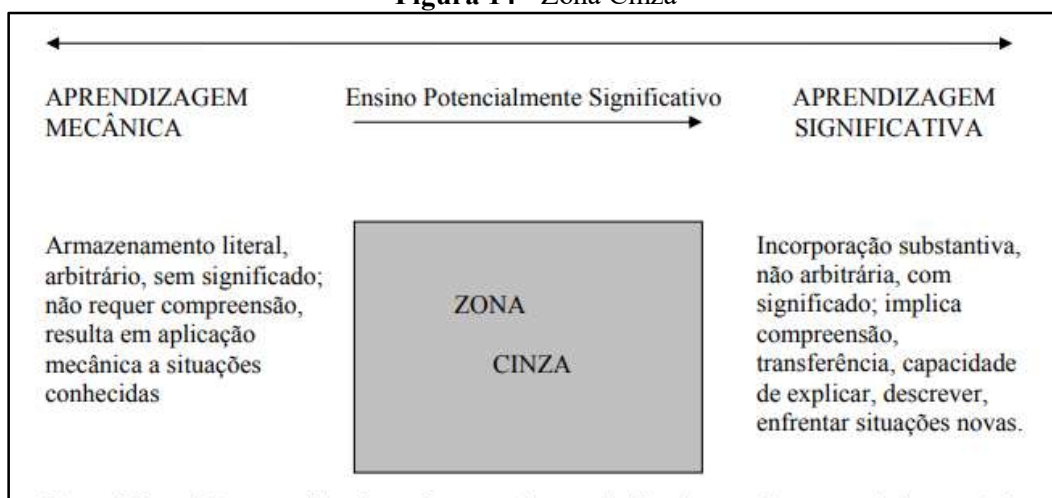 Figura 14 - Zona Cinza
APRENDIZAGEM
MECÂNICA
Ensino Potencialmente Significativo
APRENDIZAGEM
SIGNIFICATIVA
Armazenamento literal,
arbitrário, sem significado;
não requer compreensão,
resulta em aplicação
mecânica a situações
conhecidas
ZONA
CINZA
Incorporação substantiva,
não arbitrária, com
significado; implica
compreensão,
transferência, capacidade
de explicar, descrever,
enfrentar situações novas.